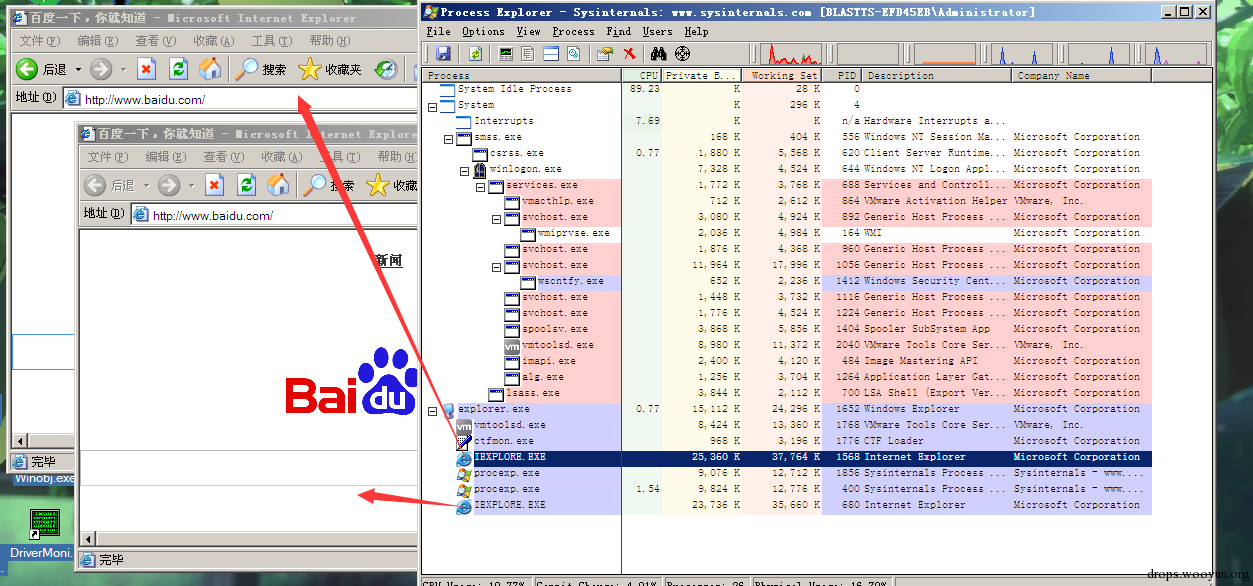 百度一下，你就知道 - Microsoft Internet Explorer
文件(F) 编辑(E) 查看(V) 收藏(A) 工具(T) 帮助(H)
后退 搜索 收藏夹
地址(D) http://www.baidu.com/
百度一下，你就知道 - Microsoft Internet Explore
文件(F) 编辑(E) 查看(V) 收藏(A) 工具(T) 帮助(H
后退 搜索 收藏
地址(D) http://www.baidu.com/
新闻
Bai du
完毕
Winobj.exe
DriverMoni.
完毕
Process Explorer - Sysinternals: www.sysinternals.com [BLASTTS-EFD45EB\Administrator]
File Options View Process Find Users Help
Process CPU Private B... Working Set PID Description Company Name
System Idle Process 89.23 K 28 K 0
System K 296 K 4
Interrupts 7.69 K K n/a Hardware Interrupts a...
smss.exe 168 K 404 K 556 Windows NT Session Ma... Microsoft Corporation
csrss.exe 0.77 1,880 K 5,568 K 620 Client Server Runtime... Microsoft Corporation
winlogon.exe 7,328 K 4,524 K 644 Windows NT Logon Appl... Microsoft Corporation
services.exe 1,772 K 3,768 K 688 Services and Controll... Microsoft Corporation
vmacthlp.exe 712 K 2,612 K 864 VMware Activation Helper VMware, Inc.
svchost.exe 3,080 K 4,924 K 892 Generic Host Process ... Microsoft Corporation
wmiprvse.exe 2,036 K 4,984 K 164 WMI Microsoft Corporation
svchost.exe 1,876 K 4,368 K 960 Generic Host Process ... Microsoft Corporation
svchost.exe 11,964 K 17,996 K 1056 Generic Host Process ... Microsoft Corporation
wscntfy.exe 652 K 2,236 K 1412 Windows Security Cent... Microsoft Corporation
svchost.exe 1,448 K 3,732 K 1116 Generic Host Process ... Microsoft Corporation
svchost.exe 1,776 K 4,524 K 1224 Generic Host Process ... Microsoft Corporation
spoolsv.exe 3,868 K 5,856 K 1404 Spooler SubSystem App Microsoft Corporation
vmtoolsd.exe 8,980 K 11,372 K 2040 VMware Tools Core Ser... VMware, Inc.
imapi.exe 2,400 K 4,120 K 484 Image Mastering API Microsoft Corporation
alg.exe 1,256 K 3,704 K 1264 Application Layer Gat... Microsoft Corporation
lsass.exe 3,844 K 2,112 K 700 LSA Shell (Export Ver... Microsoft Corporation
explorer.exe 0.77 15,112 K 24,296 K 1652 Windows Explorer Microsoft Corporation
vmtoolsd.exe 8,424 K 13,360 K 1768 VMware Tools Core Ser... VMware, Inc.
ctfmon.exe 968 K 3,196 K 1776 CTF Loader Microsoft Corporation
IEXPLORE.EXE 25,360 K 37,764 K 1568 Internet Explorer Microsoft Corporation
procexp.exe 9,076 K 12,712 K 1856 Sysinternals Process ... Sysinternals - www....
procexp.exe 1.54 9,824 K 12,776 K 400 Sysinternals Process ... Sysinternals - www....
IEXPLORE.EXE 23,736 K 35,660 K 680 Internet Explorer Microsoft Corporation
drops.wooyun.org